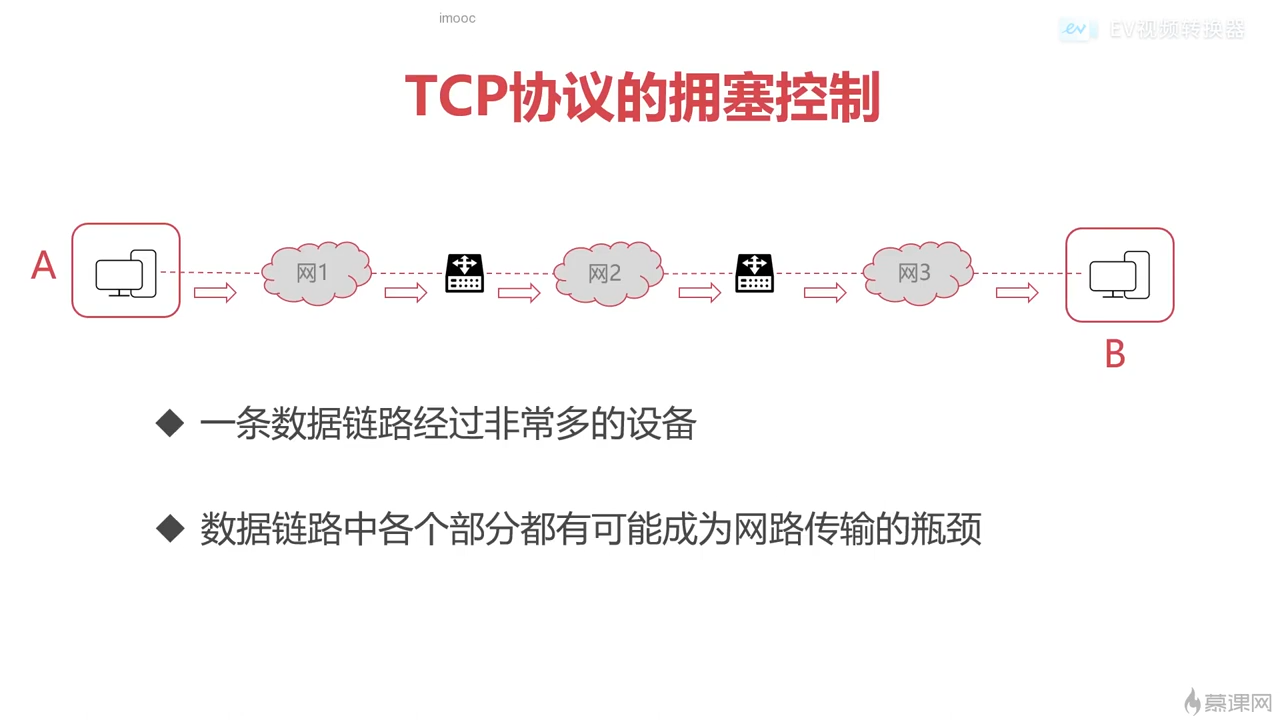 imooc
EV视频转换器
TCP协议的拥塞控制
A
网1
网2
网3
B
一条数据链路经过非常多的设备
数据链路中各个部分都有可能成为网路传输的瓶颈
慕课网